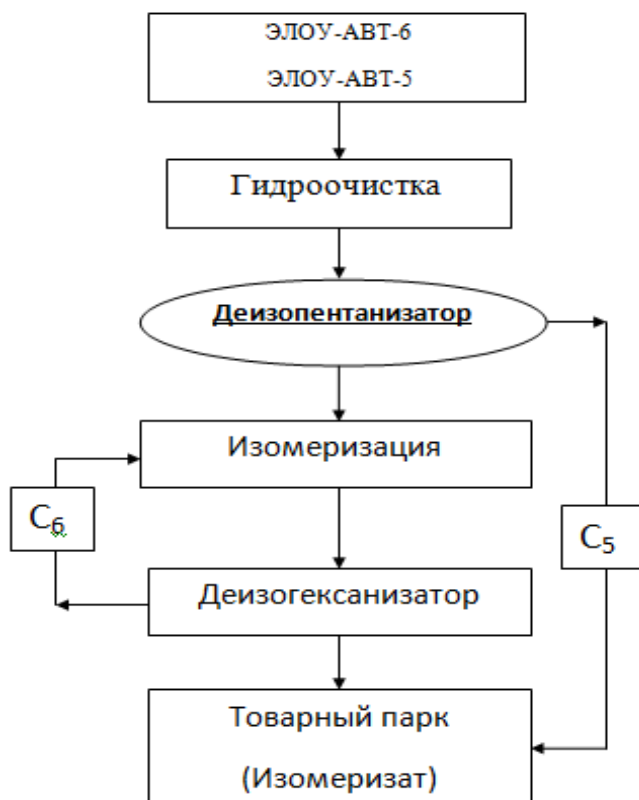 ЭЛОУ-АВТ-6
ЭЛОУ-АВТ-5
Гидроочистка
Деизопентанизатор
Изомеризация
C₆
C₅
Деизогексанизатор
Товарный парк
(Изомеризат)